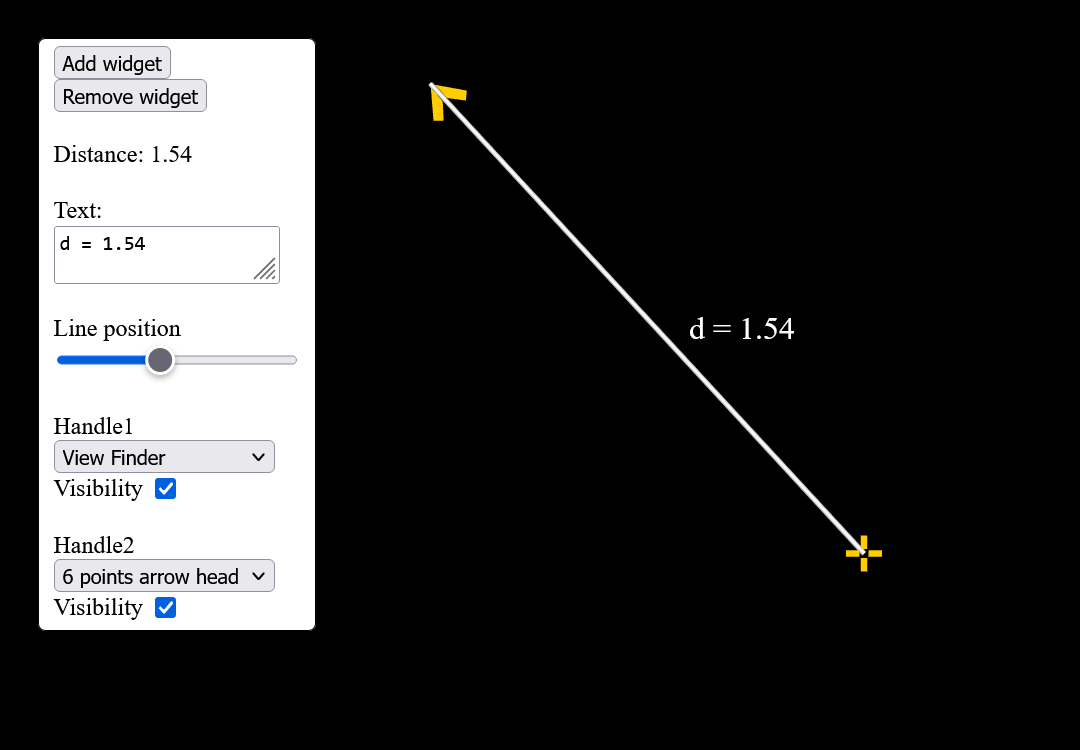 Add widget
Remove widget
Distance: 1.54
Text:
d = 1.54
Line position
d = 1.54
Handle1
View Finder
Visibility
Handle2
6 points arrow head
Visibility